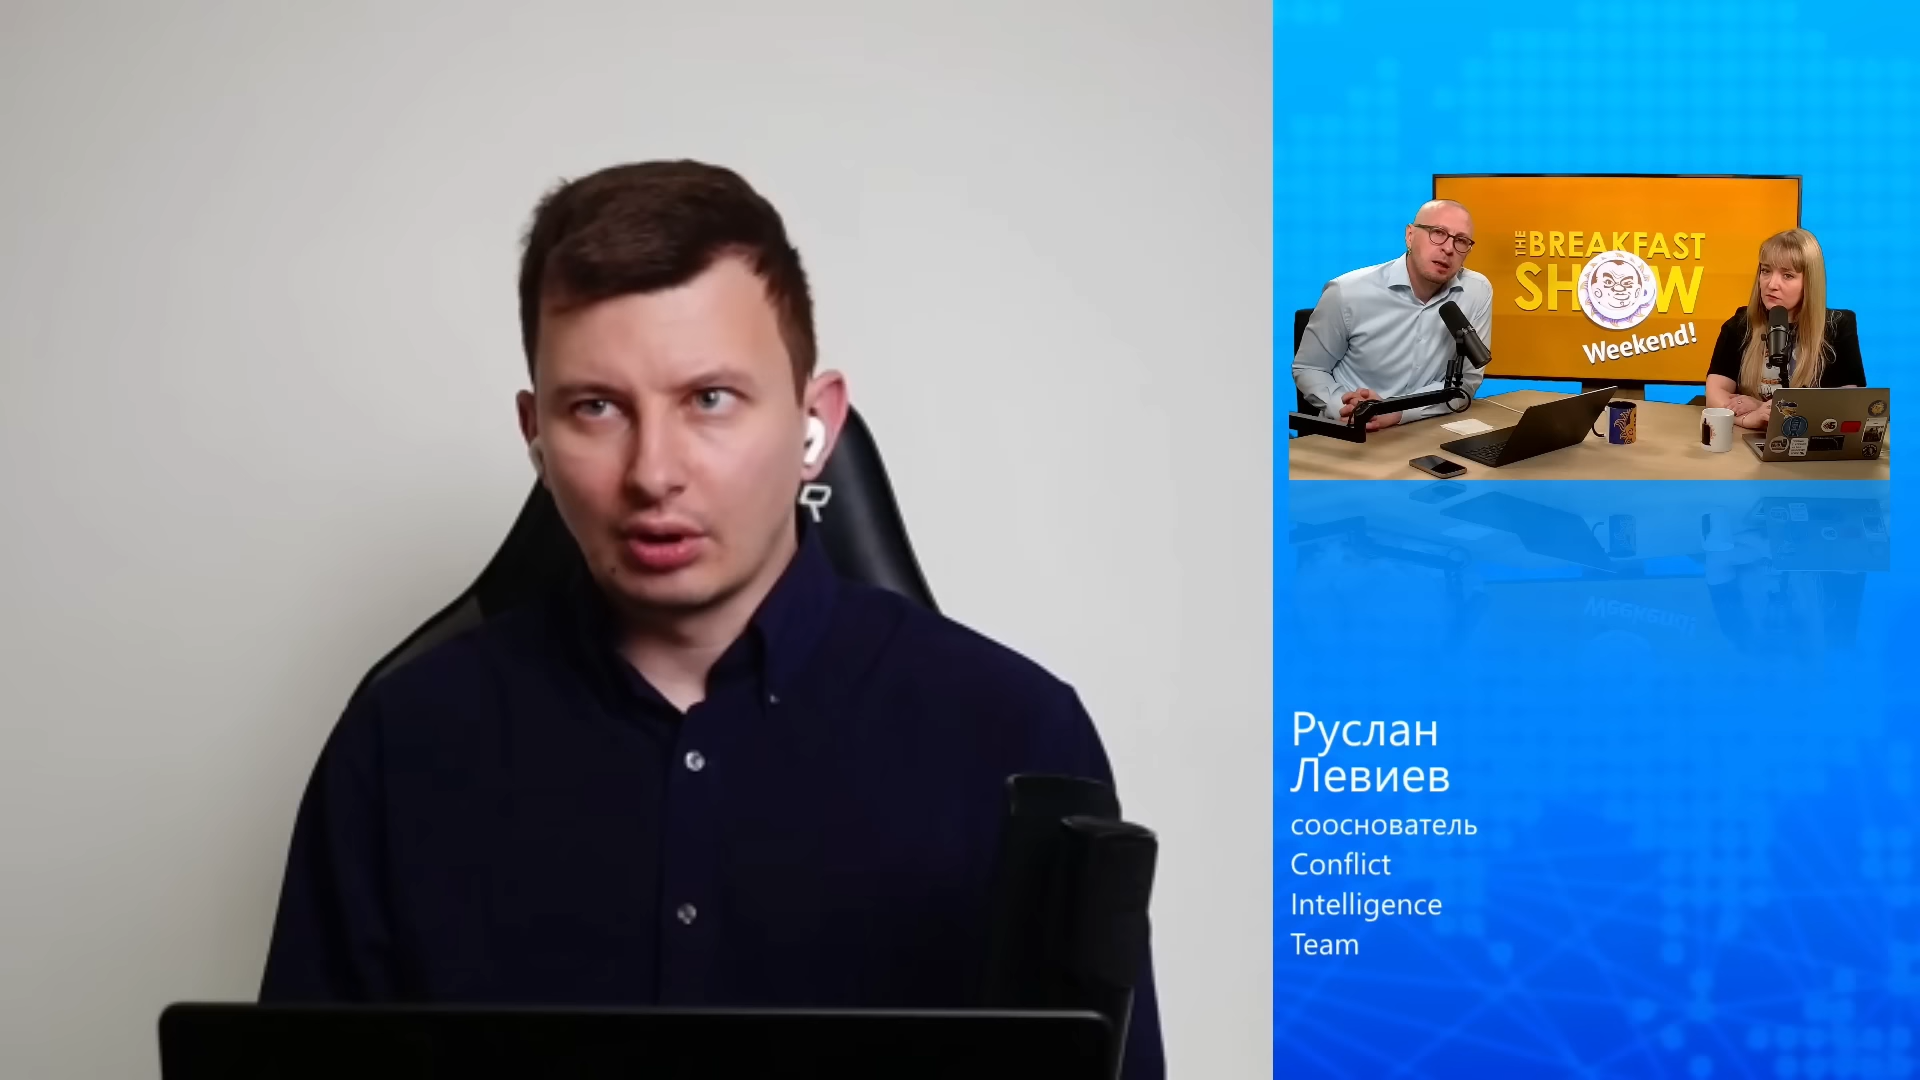 THE BREAKFAST
SHOW
Weekend!
R
Руслан
Левиев
сооснователь
Conflict
Intelligence
Team